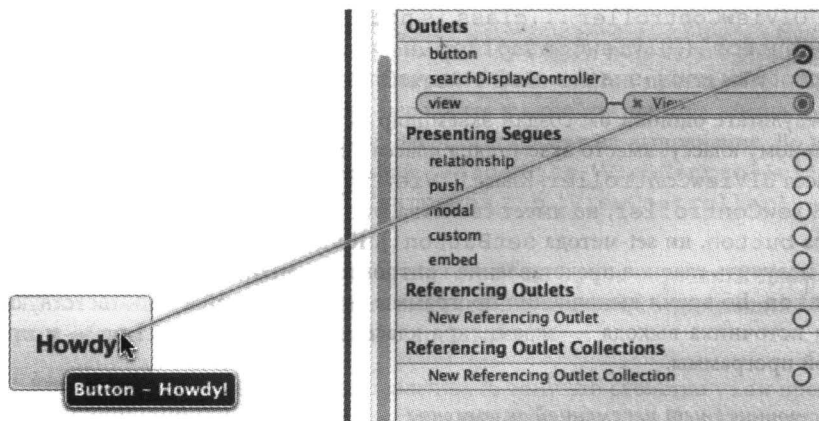 Outlets
button
searchDisplayController
view
× View
Presenting Segues
relationship
push
modal
custom
embed
Referencing Outlets
New Referencing Outlet
Referencing Outlet Collections
New Referencing Outlet Collection
Howdy
Button – Howdy!